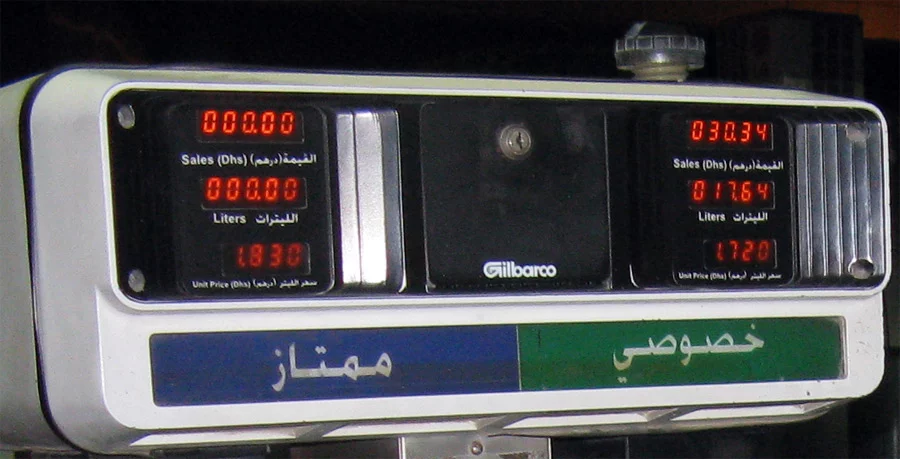 000.00
Sales (Dhs) القيمة (درهم)
000.00
Liters الليترات
1.830
Unit Price (Dhs) سعر الليتر (درهم)
Gilbarco
030.34
Sales (Dhs) القيمة (درهم)
017.64
Liters الليترات
1.720
Unit Price (Dhs) سعر الليتر (درهم)
ممتاز
خصوصي